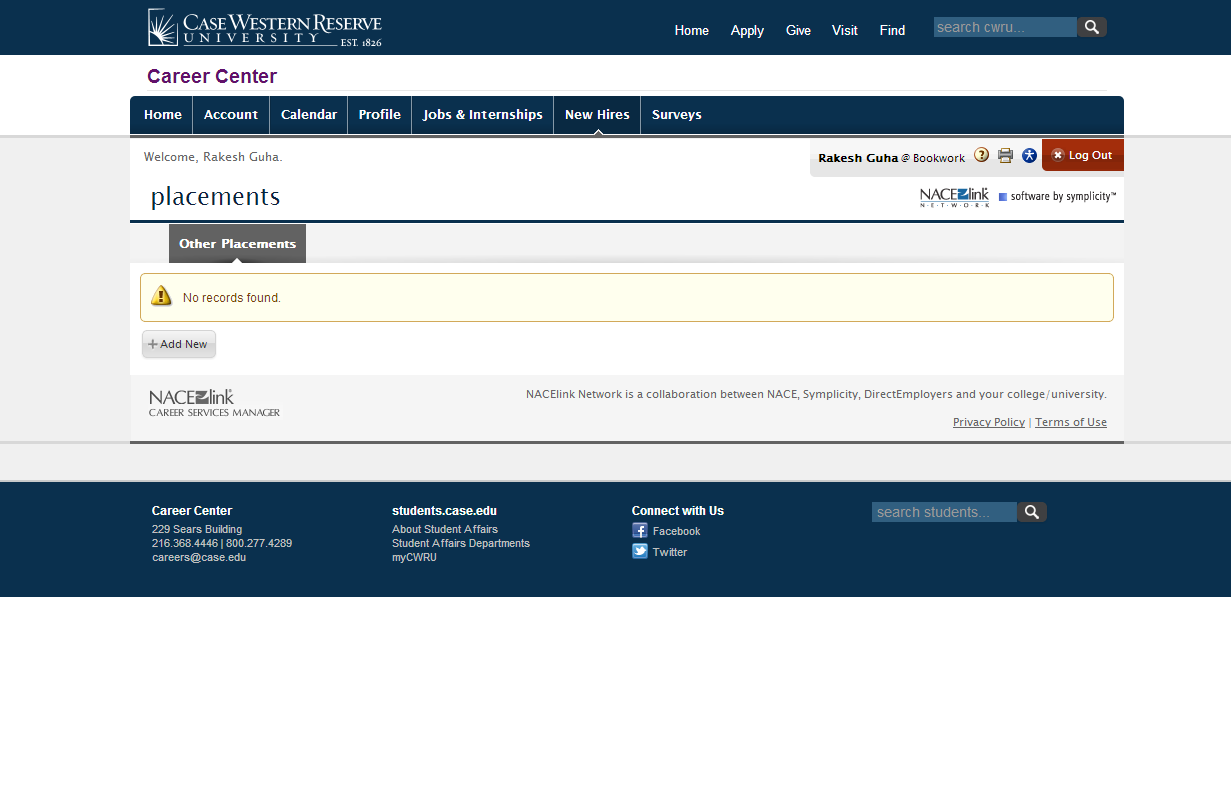 CASE WESTERN RESERVE
UNIVERSITY EST. 1826
Home Apply Give Visit Find search cwru...
Career Center
Home Account Calendar Profile Jobs & Internships New Hires Surveys
Welcome, Rakesh Guha.
Rakesh Guha @ Bookwork ? Log Out
placements
NACElink
NETWORK
software by symplicity™
Other Placements
No records found.
+ Add New
NACElink®
CAREER SERVICES MANAGER
NACElink Network is a collaboration between NACE, Symplicity, DirectEmployers and your college/university.
Privacy Policy | Terms of Use
Career Center
229 Sears Building
216.368.4446 | 800.277.4289
careers@case.edu
students.case.edu
About Student Affairs
Student Affairs Departments
myCWRU
Connect with Us
Facebook
Twitter
search students...